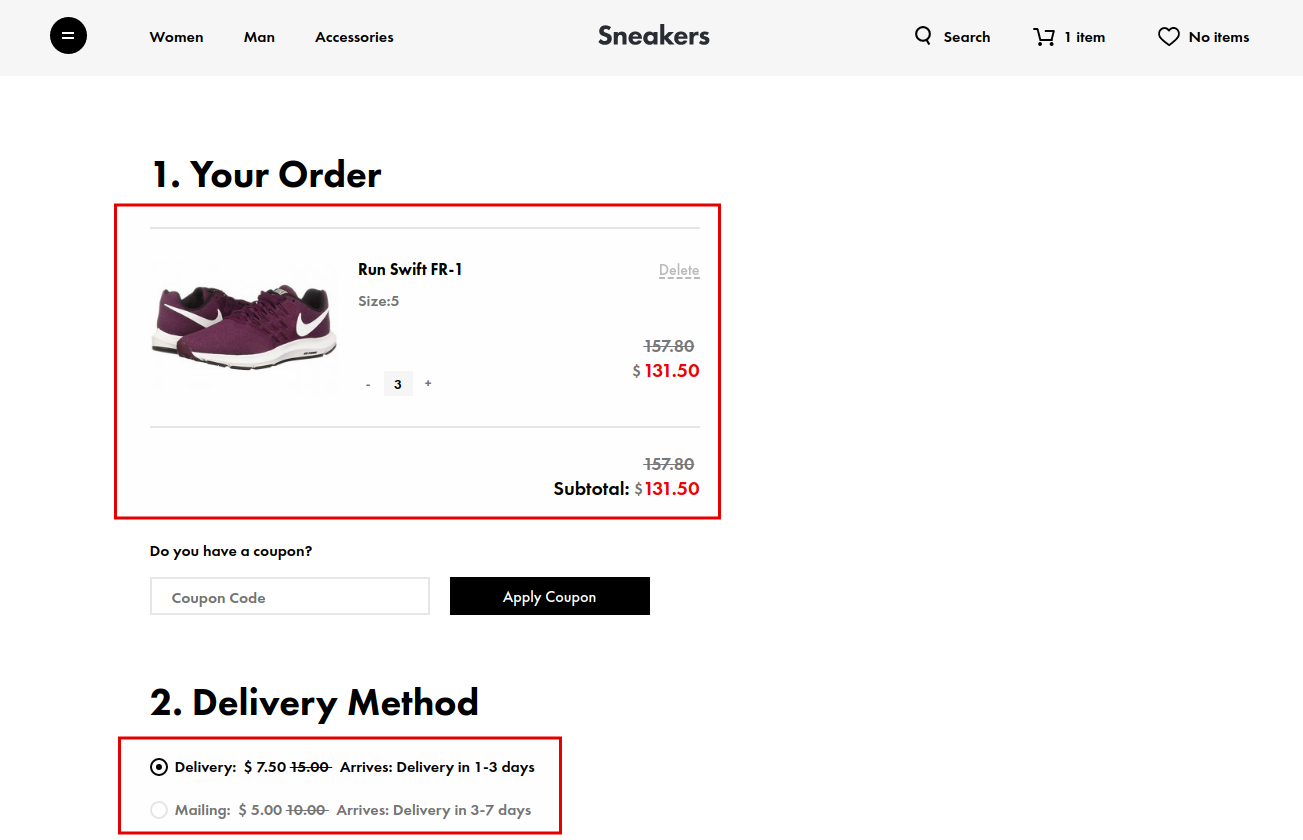 Women Man Accessories Sneakers Search 1 item No items
1. Your Order
Run Swift FR-1 Delete
Size:5
157.80
$ 131.50
- 3 +
157.80
Subtotal: $131.50
Do you have a coupon?
Coupon Code Apply Coupon
2. Delivery Method
Delivery: $ 7.50 15.00 Arrives: Delivery in 1-3 days
Mailing: $ 5.00 10.00 Arrives: Delivery in 3-7 days